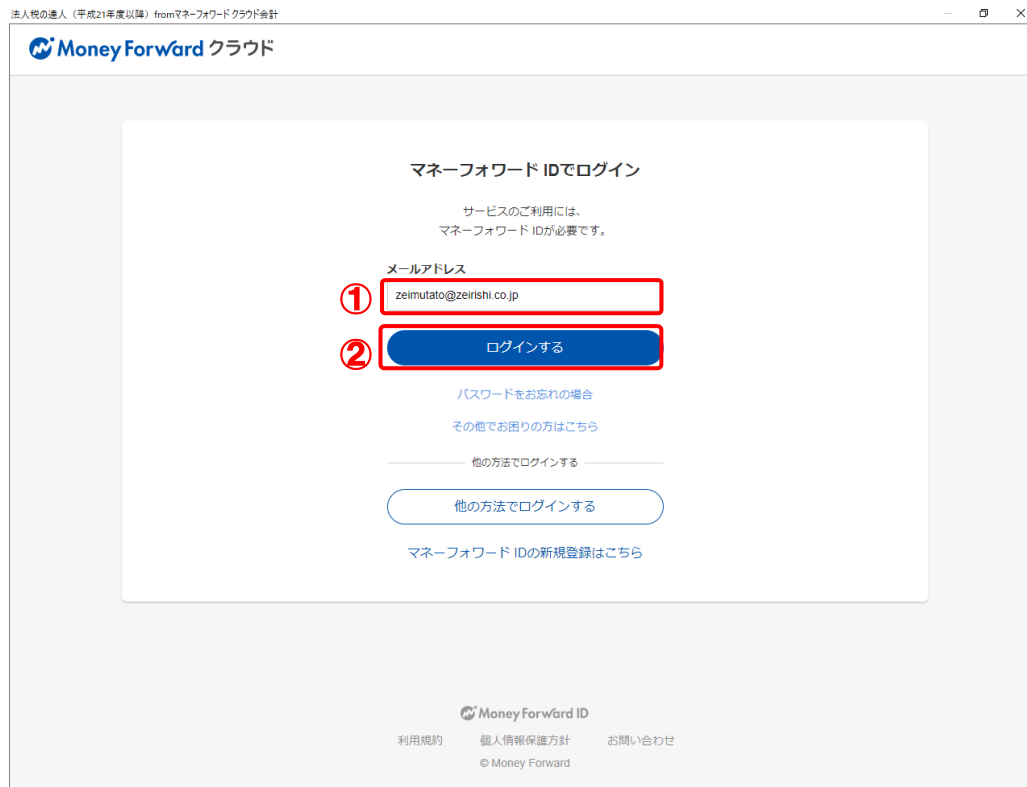 法人税の達人（平成21年度以降）fromマネーフォワード クラウド会計
Money Forward クラウド
マネーフォワード IDでログイン
サービスのご利用には、
マネーフォワード IDが必要です。
メールアドレス
①
zeimutato@zeirishi.co.jp
②
ログインする
パスワードをお忘れの場合
その他でお困りの方はこちら
他の方法でログインする
他の方法でログインする
マネーフォワード IDの新規登録はこちら
Money Forward ID
利用規約 個人情報保護方針 お問い合わせ
© Money Forward